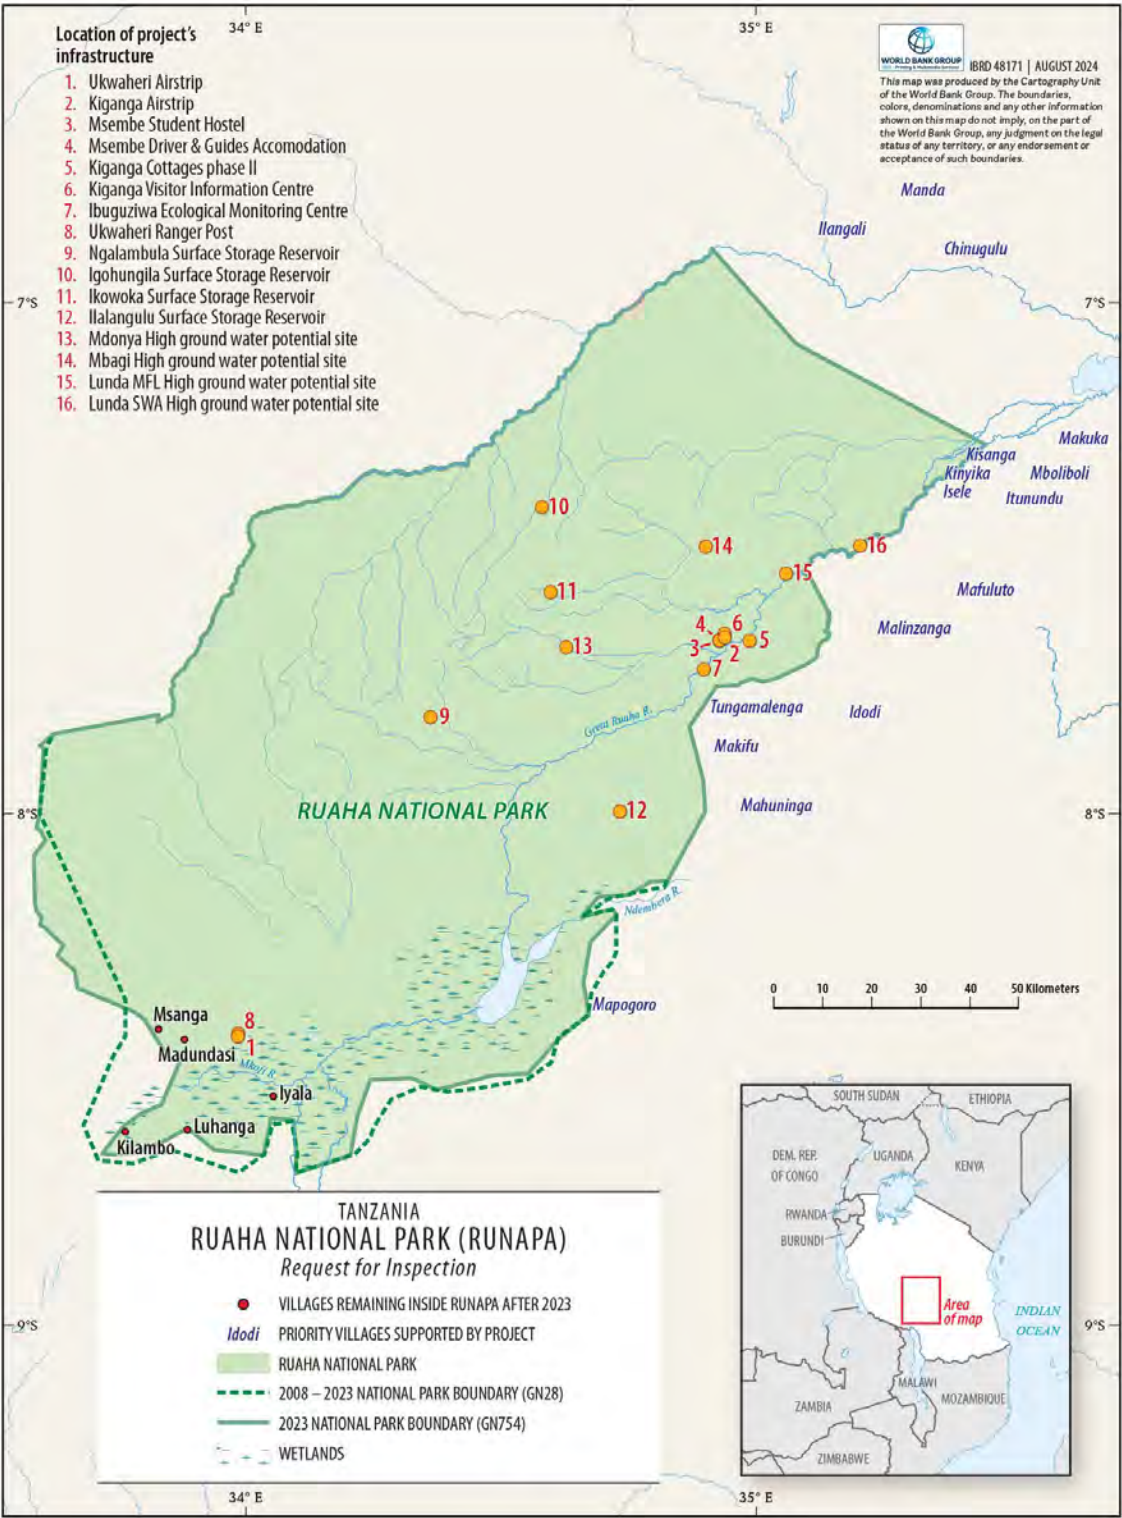 34° E
35° E
Location of project's
infrastructure
1. Ukwaheri Airstrip
2. Kiganga Airstrip
3. Msembe Student Hostel
4. Msembe Driver & Guides Accomodation
5. Kiganga Cottages phase II
6. Kiganga Visitor Information Centre
7. Ibuguziwa Ecological Monitoring Centre
8. Ukwaheri Ranger Post
9. Ngalambula Surface Storage Reservoir
10. Igohungila Surface Storage Reservoir
11. Ikowoka Surface Storage Reservoir
12. Ilalangulu Surface Storage Reservoir
13. Mdonya High ground water potential site
14. Mbagi High ground water potential site
15. Lunda MFL High ground water potential site
16. Lunda SWA High ground water potential site
WORLD BANK GROUP
IBRD 48171 | AUGUST 2024
This map was produced by the Cartography Unit
of the World Bank Group. The boundaries,
colors, denominations and any other information
shown on this map do not imply, on the part of
the World Bank Group, any judgment on the legal
status of any territory, or any endorsement or
acceptance of such boundaries.
Manda
Ilangali
Chinugulu
7°S
7°S
Makuka
Kisanga
Kinyika
Mboliboli
Isele
Itunundu
10
14
16
15
11
Mafuluto
4
6
Malinzanga
3
2
5
13
7
Tungamalenga
Idodi
9
Great Ruaha R.
Makifu
RUAHA NATIONAL PARK
12
Mahuninga
8°S
8°S
Ndembera R.
Mapogoro
0 10 20 30 40 50 Kilometers
Msanga
8
Madundasi
1
Mkoji R.
Iyala
Luhanga
Kilambo
TANZANIA
RUAHA NATIONAL PARK (RUNAPA)
Request for Inspection
VILLAGES REMAINING INSIDE RUNAPA AFTER 2023
Idodi PRIORITY VILLAGES SUPPORTED BY PROJECT
RUAHA NATIONAL PARK
2008 – 2023 NATIONAL PARK BOUNDARY (GN28)
2023 NATIONAL PARK BOUNDARY (GN754)
WETLANDS
SOUTH SUDAN
ETHIOPIA
DEM. REP.
OF CONGO
UGANDA
KENYA
RWANDA
BURUNDI
Area
of map
INDIAN
OCEAN
MALAWI
ZAMBIA
MOZAMBIQUE
ZIMBABWE
9°S
9°S
34° E
35° E